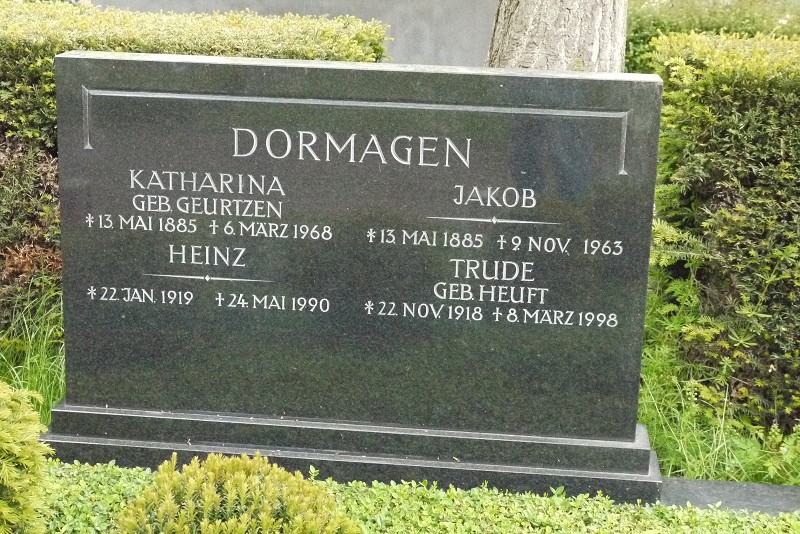 DORMAGEN
KATHARINA
GEB. GEURTZEN
* 13. MAI 1885 † 6. MÄRZ 1968
JAKOB
* 13. MAI 1885 † 2. NOV. 1963
HEINZ
* 22. JAN. 1919 † 24. MAI 1990
TRUDE
GEB. HEUFT
* 22. NOV. 1918 † 8. MÄRZ 1998